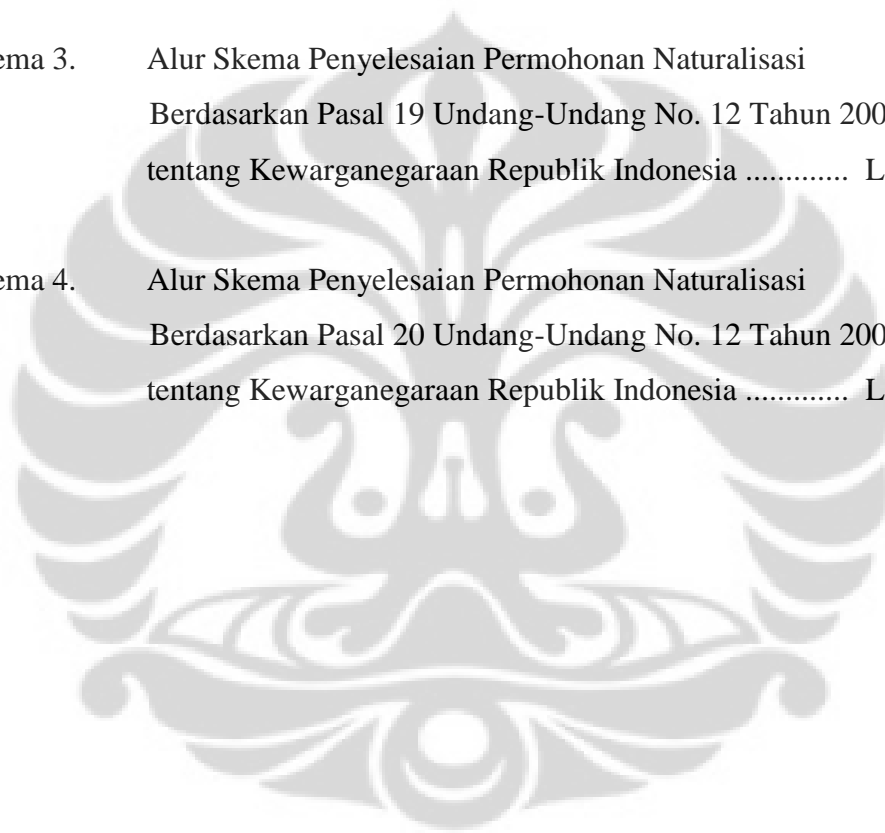 ema 3. Alur Skema Penyelesaian Permohonan Naturalisasi
Berdasarkan Pasal 19 Undang-Undang No. 12 Tahun 200
tentang Kewarganegaraan Republik Indonesia ............. L
ema 4. Alur Skema Penyelesaian Permohonan Naturalisasi
Berdasarkan Pasal 20 Undang-Undang No. 12 Tahun 200
tentang Kewarganegaraan Republik Indonesia ............. L